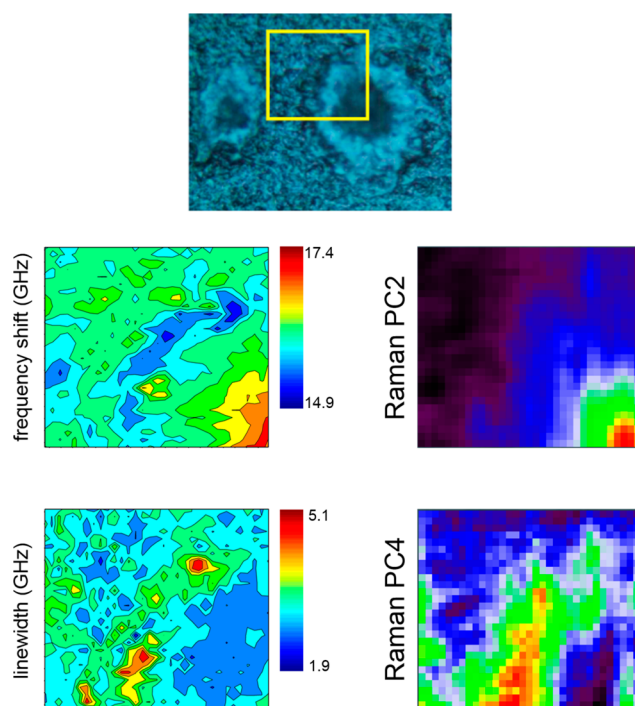 frequency shift (GHz)
17.4
14.9
Raman PC2
linewidth (GHz)
5.1
1.9
Raman PC4